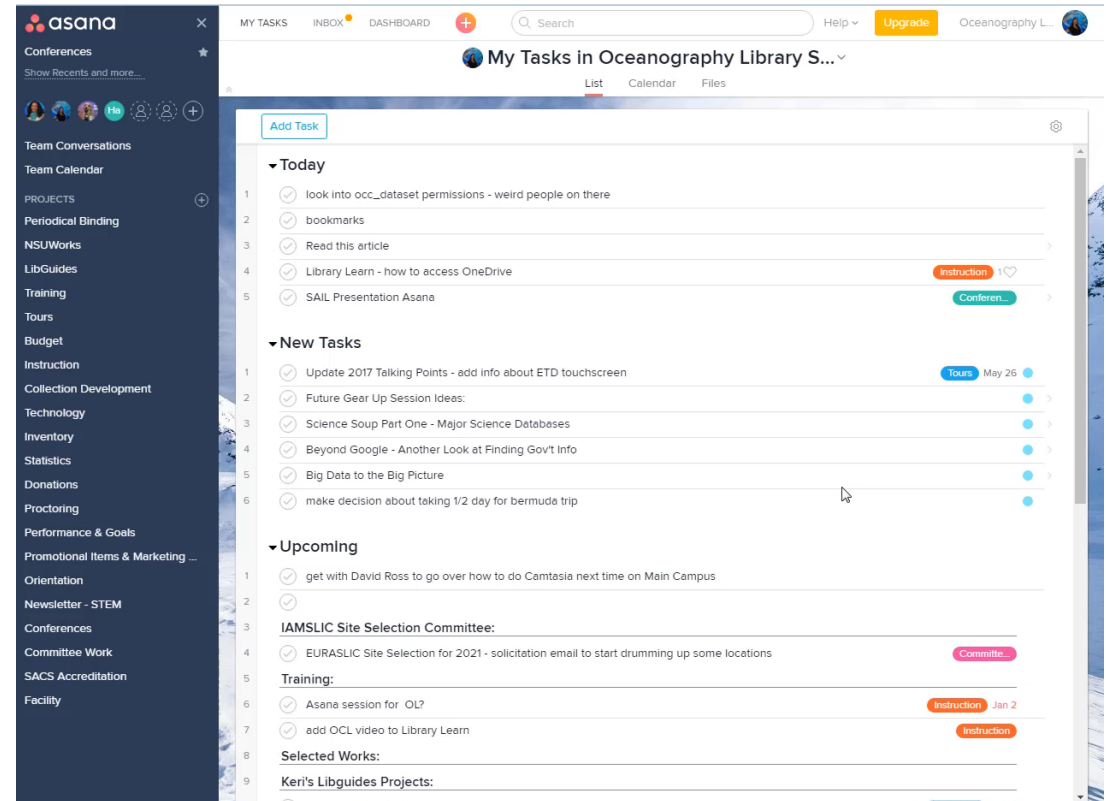 asana
MY TASKS INBOX DASHBOARD Search Help Upgrade Oceanography L...
Conferences
Show Recents and more...
My Tasks in Oceanography Library S...
List Calendar Files
Ha
Team Conversations
Team Calendar
PROJECTS
Periodical Binding
NSUWorks
LibGuides
Training
Tours
Budget
Instruction
Collection Development
Technology
Inventory
Statistics
Donations
Proctoring
Performance & Goals
Promotional Items & Marketing ...
Orientation
Newsletter - STEM
Conferences
Committee Work
SACS Accreditation
Facility
Add Task
Today
1 look into occ_dataset permissions - weird people on there
2 bookmarks
3 Read this article
4 Library Learn - how to access OneDrive Instruction 1
5 SAIL Presentation Asana Conferen...
New Tasks
1 Update 2017 Talking Points - add info about ETD touchscreen Tours May 26
2 Future Gear Up Session Ideas:
3 Science Soup Part One - Major Science Databases
4 Beyond Google - Another Look at Finding Gov't Info
5 Big Data to the Big Picture
6 make decision about taking 1/2 day for bermuda trip
Upcoming
1 get with David Ross to go over how to do Camtasia next time on Main Campus
2
3 IAMSLIC Site Selection Committee:
4 EURASLIC Site Selection for 2021 - solicitation email to start drumming up some locations Committe...
5 Training:
6 Asana session for OL? Instruction Jan 2
7 add OCL video to Library Learn Instruction
8 Selected Works:
9 Keri's Libguides Projects: